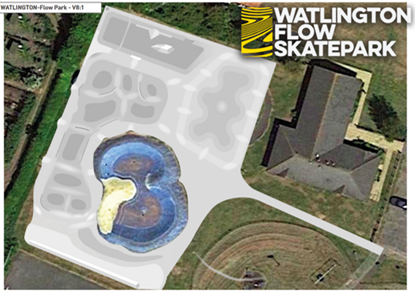 WATLINGTON-Flow Park - V8:1
WATLINGTON
FLOW
SKATEPARK